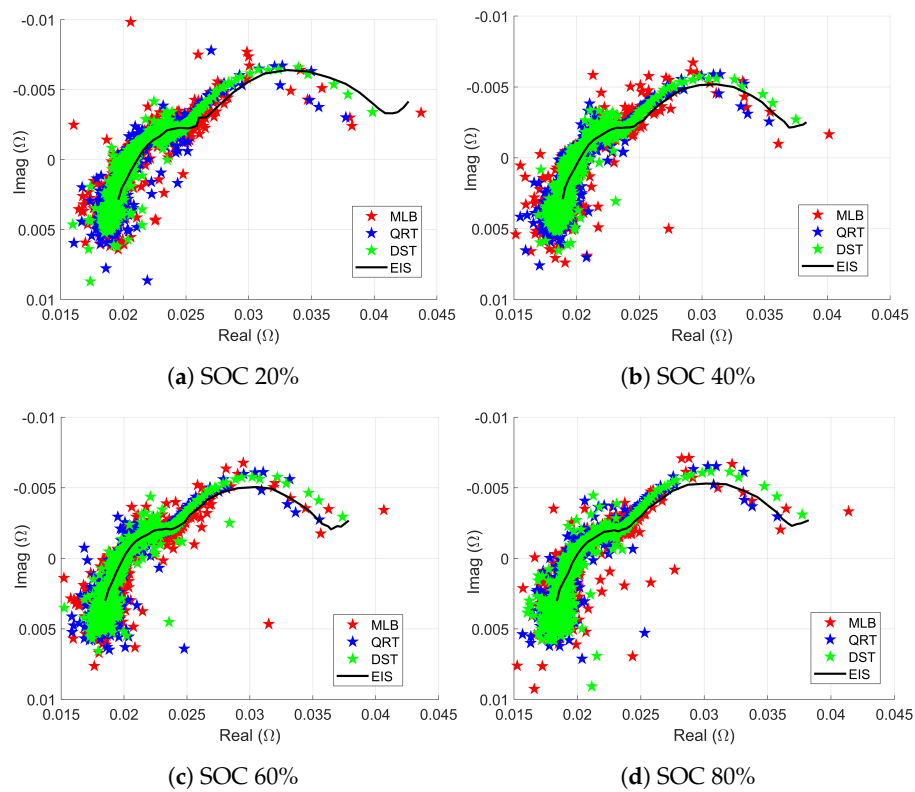 -0.01
-0.005
0
0.005
0.01
Imag (Ω)
MLB
QRT
DST
EIS
0.015 0.02 0.025 0.03 0.035 0.04 0.045
Real (Ω)
(a) SOC 20%
-0.01
-0.005
0
0.005
0.01
Imag (Ω)
MLB
QRT
DST
EIS
0.015 0.02 0.025 0.03 0.035 0.04 0.045
Real (Ω)
(b) SOC 40%
-0.01
-0.005
0
0.005
0.01
Imag (Ω)
MLB
QRT
DST
EIS
0.015 0.02 0.025 0.03 0.035 0.04 0.045
Real (Ω)
(c) SOC 60%
-0.01
-0.005
0
0.005
0.01
Imag (Ω)
MLB
QRT
DST
EIS
0.015 0.02 0.025 0.03 0.035 0.04 0.045
Real (Ω)
(d) SOC 80%